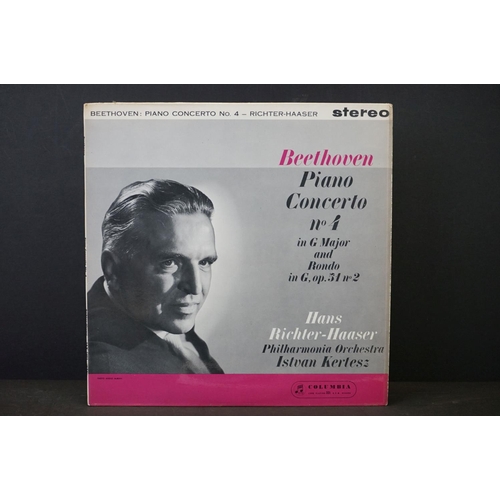 BEETHOVEN: PIANO CONCERTO No. 4 – RICHTER-HAASER stereo
Beethoven
Piano
Concerto
nº 4
in G Major
and
Rondo
in G, op. 51 nº 2
Hans
Richter-Haaser
Philharmonia Orchestra
Istvan Kertesz
COLUMBIA